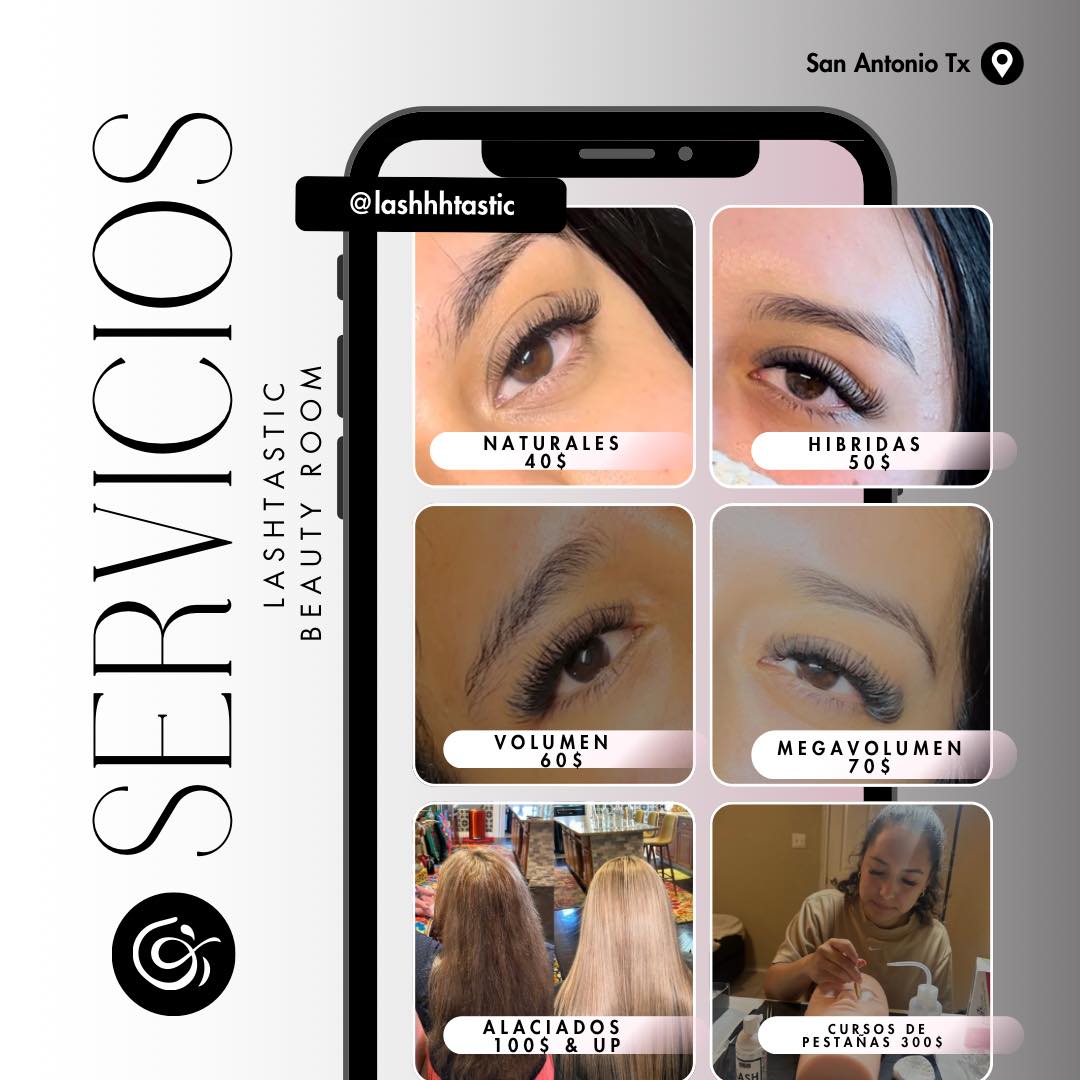 San Antonio Tx
@lashhhtastic
SERVICIOS
LASHTASTIC
BEAUTY ROOM
NATURALES
40$
HIBRIDAS
50$
VOLUMEN
60$
MEGAVOLUMEN
70$
ALACIADOS
100$ & UP
CURSOS DE
PESTAÑAS 300$